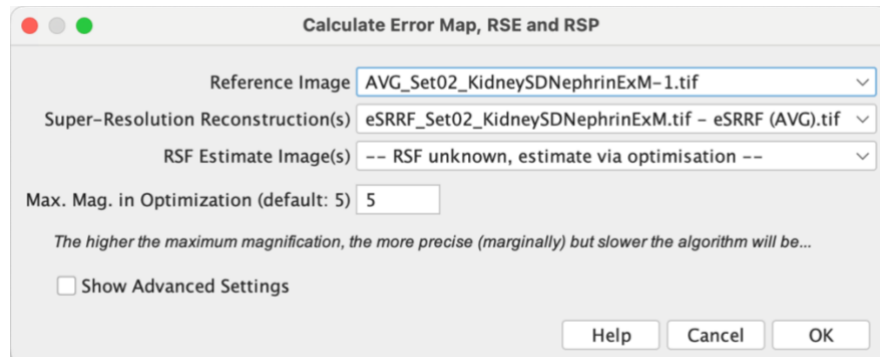 Calculate Error Map, RSE and RSP
Reference Image AVG_Set02_KidneySDNephrinExM-1.tif
Super-Resolution Reconstruction(s) eSRRF_Set02_KidneySDNephrinExM.tif - eSRRF (AVG).tif
RSF Estimate Image(s) -- RSF unknown, estimate via optimisation --
Max. Mag. in Optimization (default: 5) 5
The higher the maximum magnification, the more precise (marginally) but slower the algorithm will be...
Show Advanced Settings
Help Cancel OK